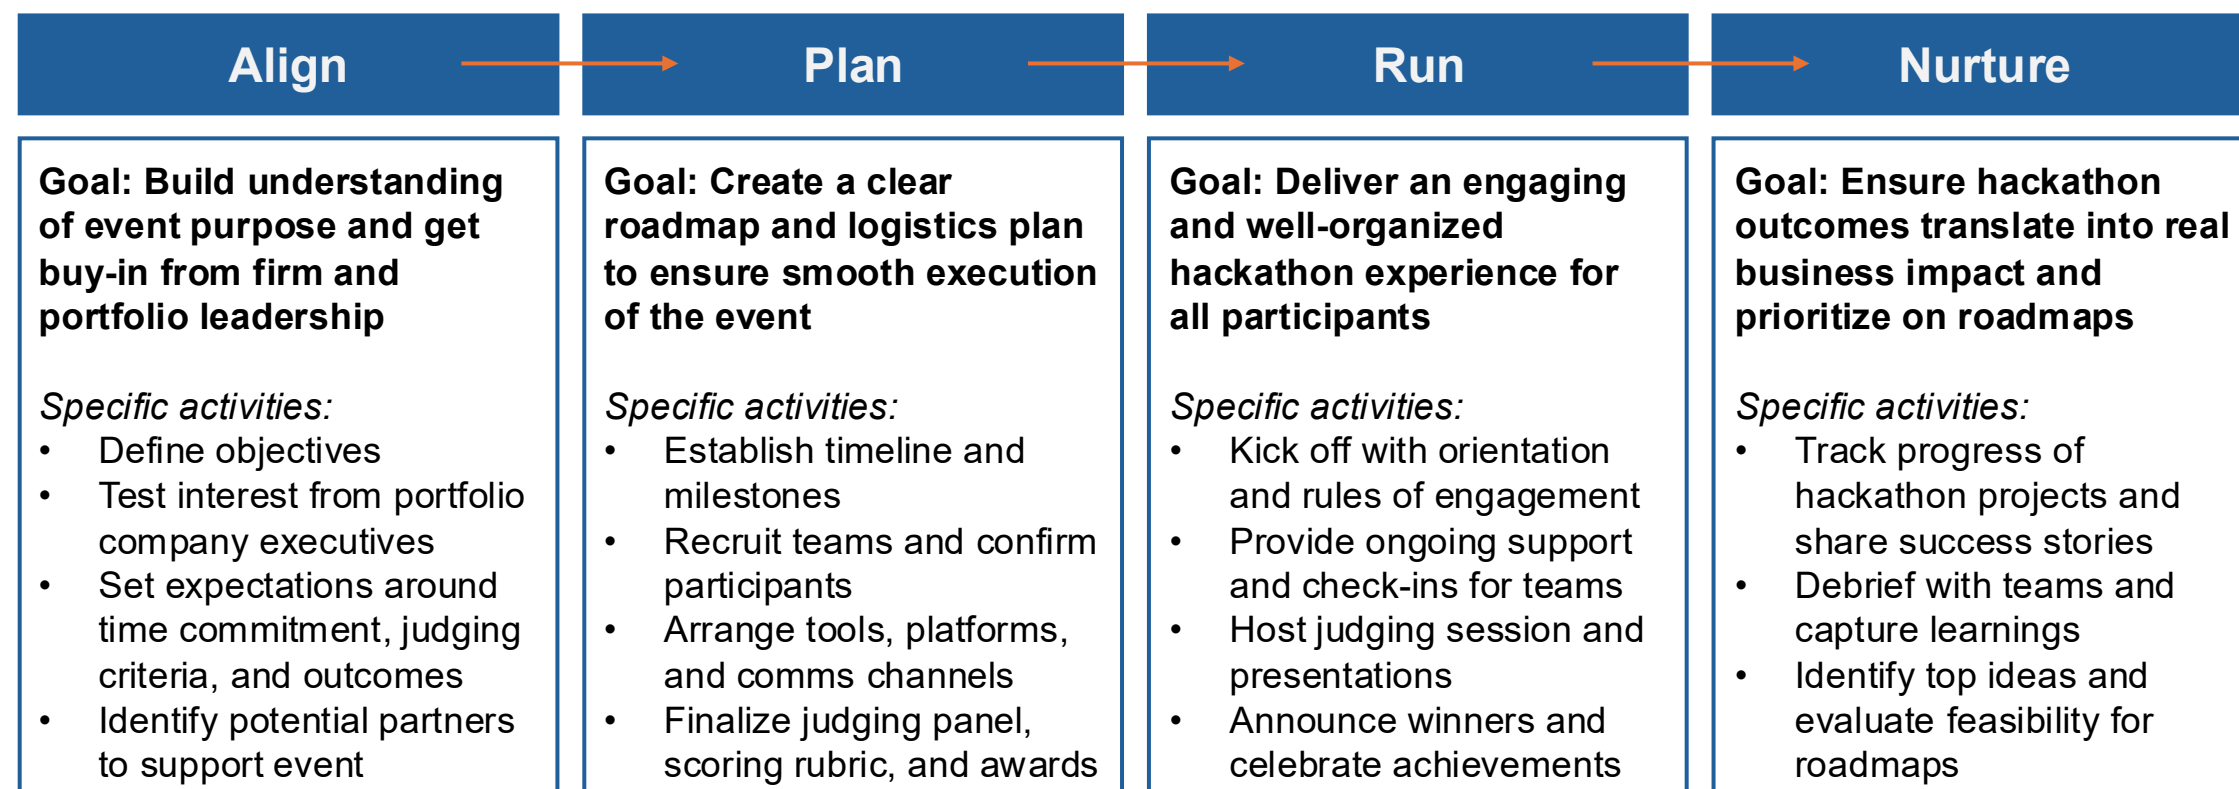 Align
Plan
Run
Nurture
Goal: Build understanding
of event purpose and get
buy-in from firm and
portfolio leadership
Specific activities:
• Define objectives
• Test interest from portfolio
company executives
• Set expectations around
time commitment, judging
criteria, and outcomes
• Identify potential partners
to support event
Goal: Create a clear
roadmap and logistics plan
to ensure smooth execution
of the event
Specific activities:
• Establish timeline and
milestones
• Recruit teams and confirm
participants
• Arrange tools, platforms,
and comms channels
• Finalize judging panel,
scoring rubric, and awards
Goal: Deliver an engaging
and well-organized
hackathon experience for
all participants
Specific activities:
• Kick off with orientation
and rules of engagement
• Provide ongoing support
and check-ins for teams
• Host judging session and
presentations
• Announce winners and
celebrate achievements
Goal: Ensure hackathon
outcomes translate into real
business impact and
prioritize on roadmaps
Specific activities:
• Track progress of
hackathon projects and
share success stories
• Debrief with teams and
capture learnings
• Identify top ideas and
evaluate feasibility for
roadmaps